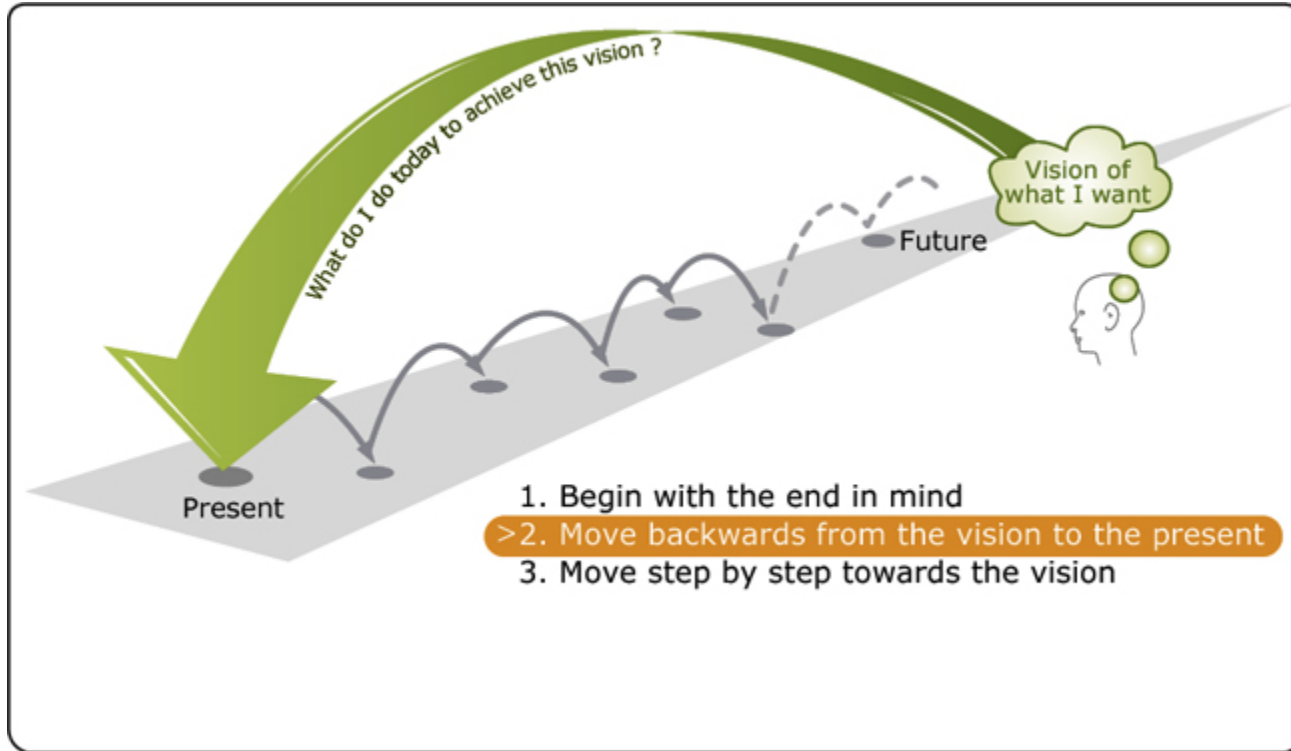 What do I do today to achieve this vision ?
Vision of
what I want
Future
Present
1. Begin with the end in mind
>2. Move backwards from the vision to the present
3. Move step by step towards the vision